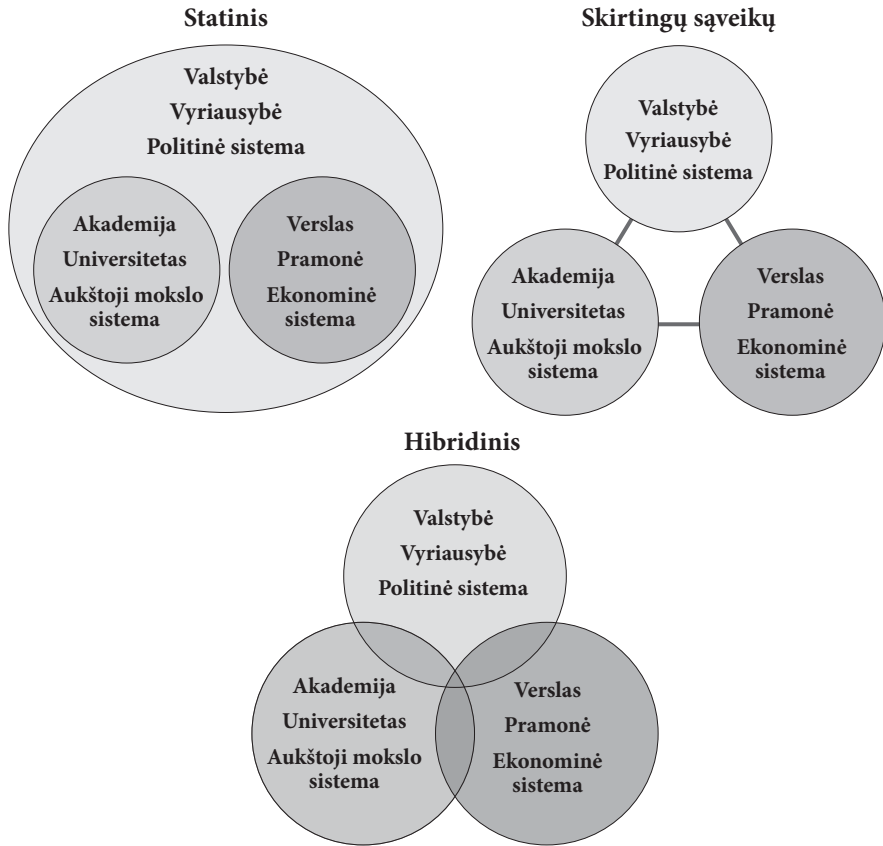 Statinis
Valstybė
Vyriausybė
Politinė sistema
Akademija
Universitetas
Aukštoji mokslo
sistema
Verslas
Pramonė
Ekonominė
sistema
Skirtingų sąveikų
Valstybė
Vyriausybė
Politinė sistema
Akademija
Universitetas
Aukštoji mokslo
sistema
Verslas
Pramonė
Ekonominė
sistema
Hibridinis
Valstybė
Vyriausybė
Politinė sistema
Akademija
Universitetas
Aukštoji mokslo
sistema
Verslas
Pramonė
Ekonominė
sistema